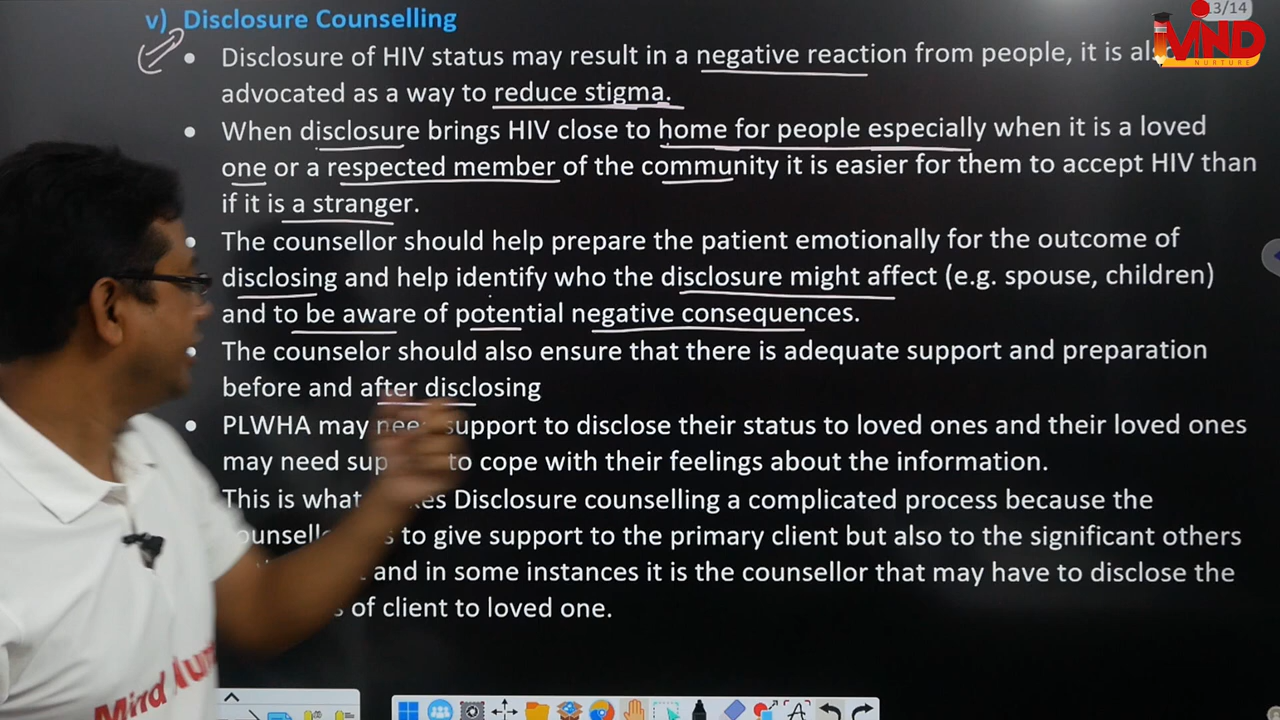 13/14
MIND
NURTURE
v) Disclosure Counselling
• Disclosure of HIV status may result in a negative reaction from people, it is
advocated as a way to reduce stigma.
• When disclosure brings HIV close to home for people especially when it is a loved
one or a respected member of the community it is easier for them to accept HIV than
if it is a stranger.
• The counsellor should help prepare the patient emotionally for the outcome of
disclosing and help identify who the disclosure might affect (e.g. spouse, children)
and to be aware of potential negative consequences.
• The counselor should also ensure that there is adequate support and preparation
before and after disclosing
• PLWHA may support to disclose their status to loved ones and their loved ones
may need to cope with their feelings about the information.
This is what Disclosure counselling a complicated process because the
to give support to the primary client but also to the significant others
and in some instances it is the counsellor that may have to disclose the
of client to loved one.
Mind